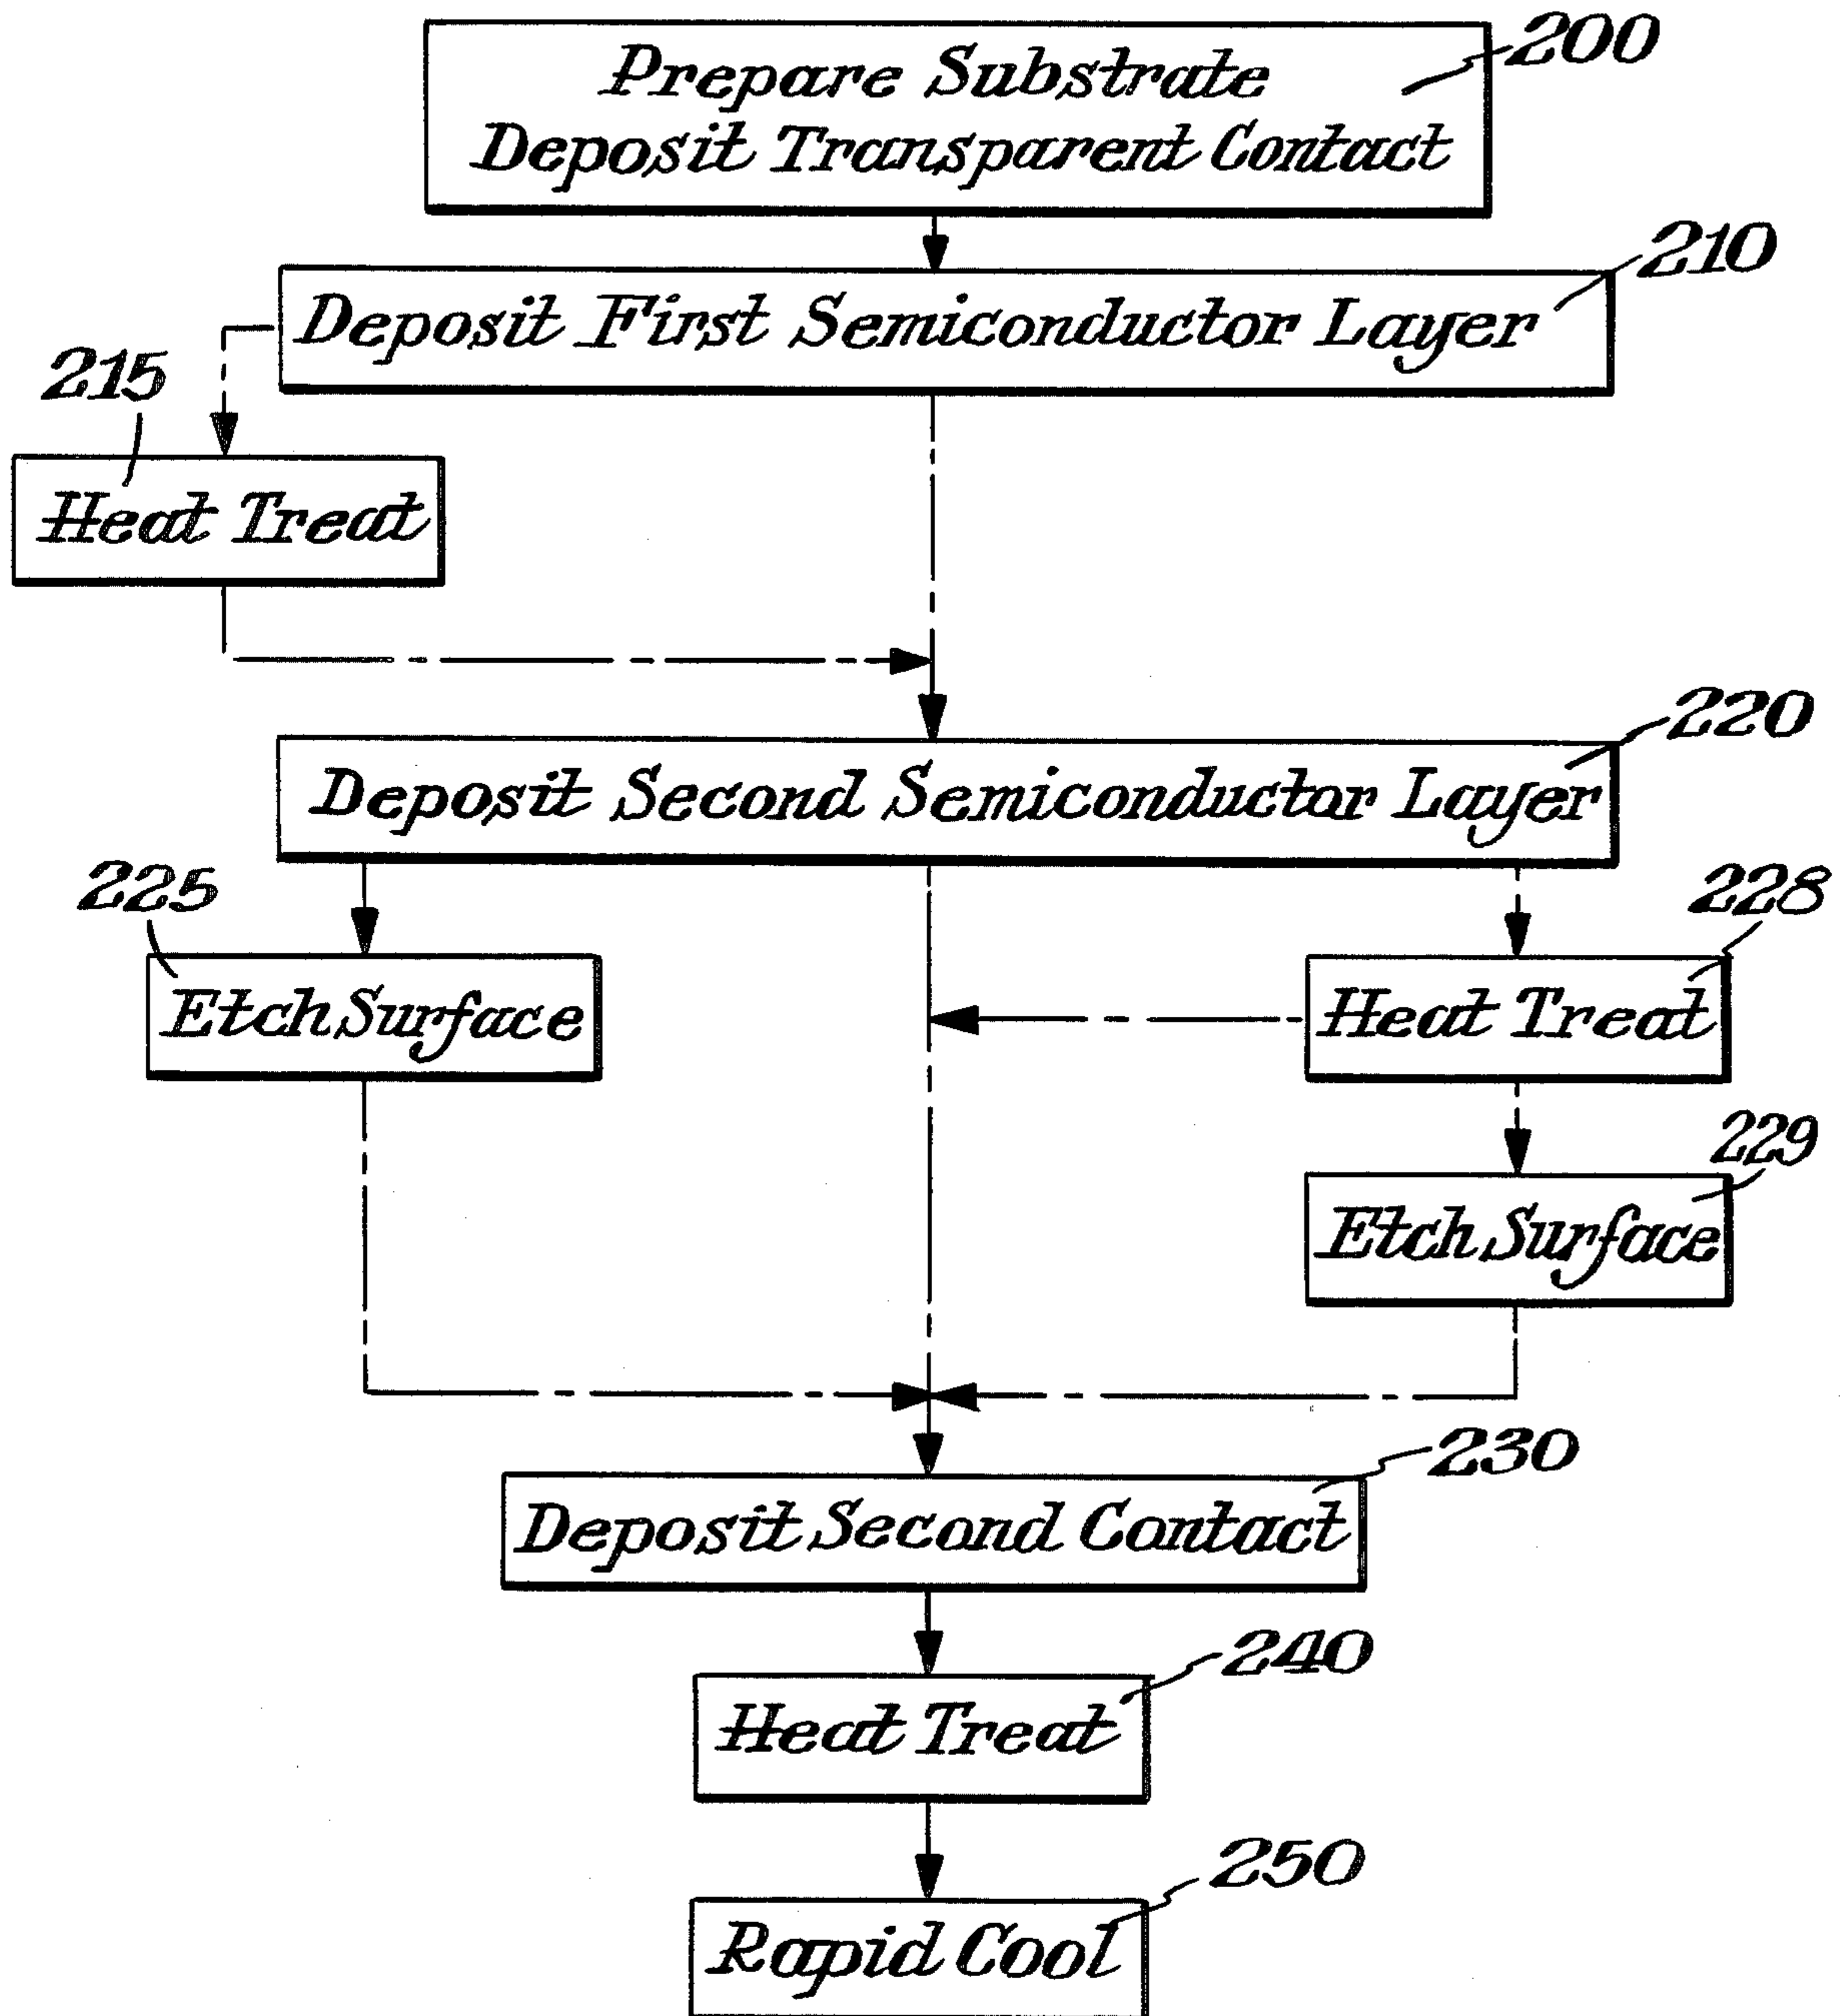 200
Prepare Substrate
Deposit Transparent Contact
210
Deposit First Semiconductor Layer
215
Heat Treat
220
Deposit Second Semiconductor Layer
225
228
Etch Surface
Heat Treat
229
Etch Surface
230
Deposit Second Contact
240
Heat Treat
250
Rapid Cool